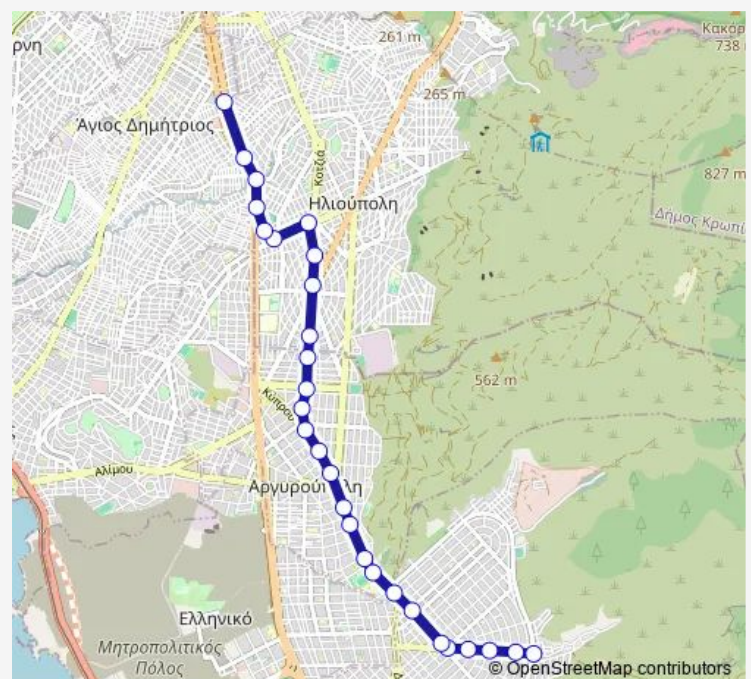 261 m
Κακόρ
738
ρνη
265 m
Άγιος Δημήτριος
Κοτζιά
827 m
Ηλιούπολη
Δήμος Κρωπί
562 m
Κύπρου
Αλίμου
Αργυρούπολη
Ελληνικό
Μητροπολιτικός
Πόλος
© OpenStreetMap contributors